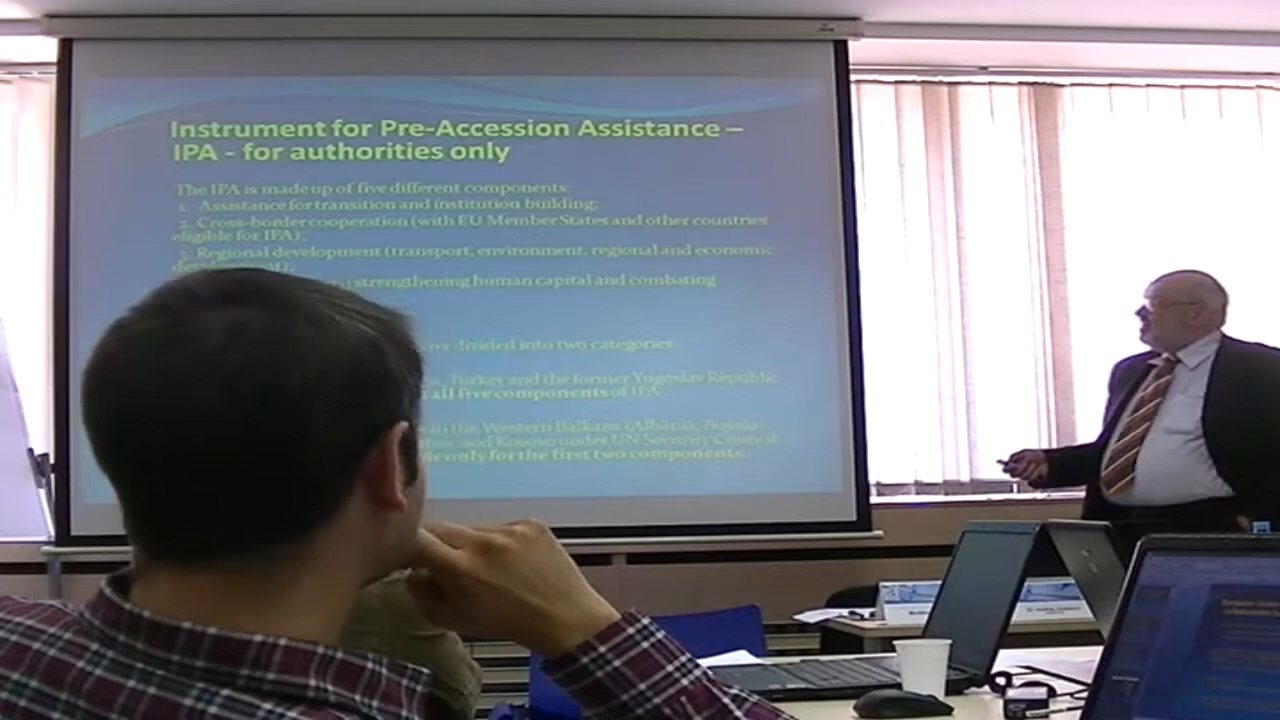 Instrument for Pre-Accession Assistance –
IPA - for authorities only
The IPA is made up of five different components:
1. Assistance for transition and institution building;
2. Cross-border cooperation (with EU Member States and other countries
eligible for IPA);
3. Regional development (transport, environment, regional and economic
strengthening human capital and combating
divided into two categories:
Turkey and the former Yugoslav Republic
all five components of IPA;
in the Western Balkans (Albania, Bosnia-
and Kosovo under UN Security Council
only for the first two components.